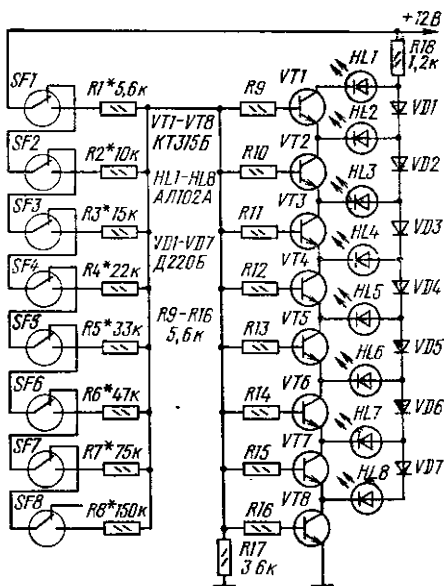 +12В
SF1
R1*5,6к
SF2
R2*10к
SF3
R3*15к
SF4
R4*22к
SF5
R5*33к
SF6
R6*47к
SF7
R7*75к
SF8
R8*150к
VT1-VT8
КТ315Б
HL1-HL8
АЛ102А
VD1-VD7
Д220Б
R9-R16
5,6к
R9
R10
R11
R12
R13
R14
R15
R16
R17
3,6к
VT1
VT2
VT3
VT4
VT5
VT6
VT7
VT8
HL1
HL2
HL3
HL4
HL5
HL6
HL7
HL8
R18
1,2к
VD1
VD2
VD3
VD4
VD5
VD6
VD7